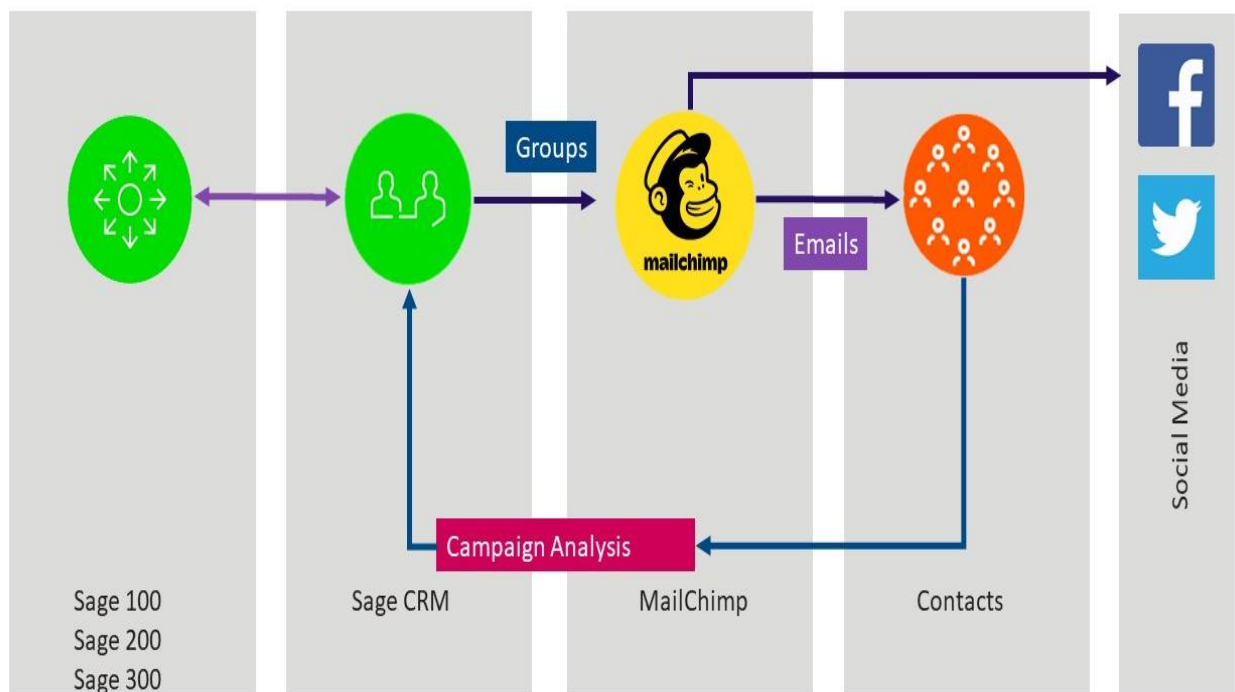 Groups
mailchimp
Emails
Social Media
Campaign Analysis
Sage 100
Sage 200
Sage 300
Sage CRM
MailChimp
Contacts